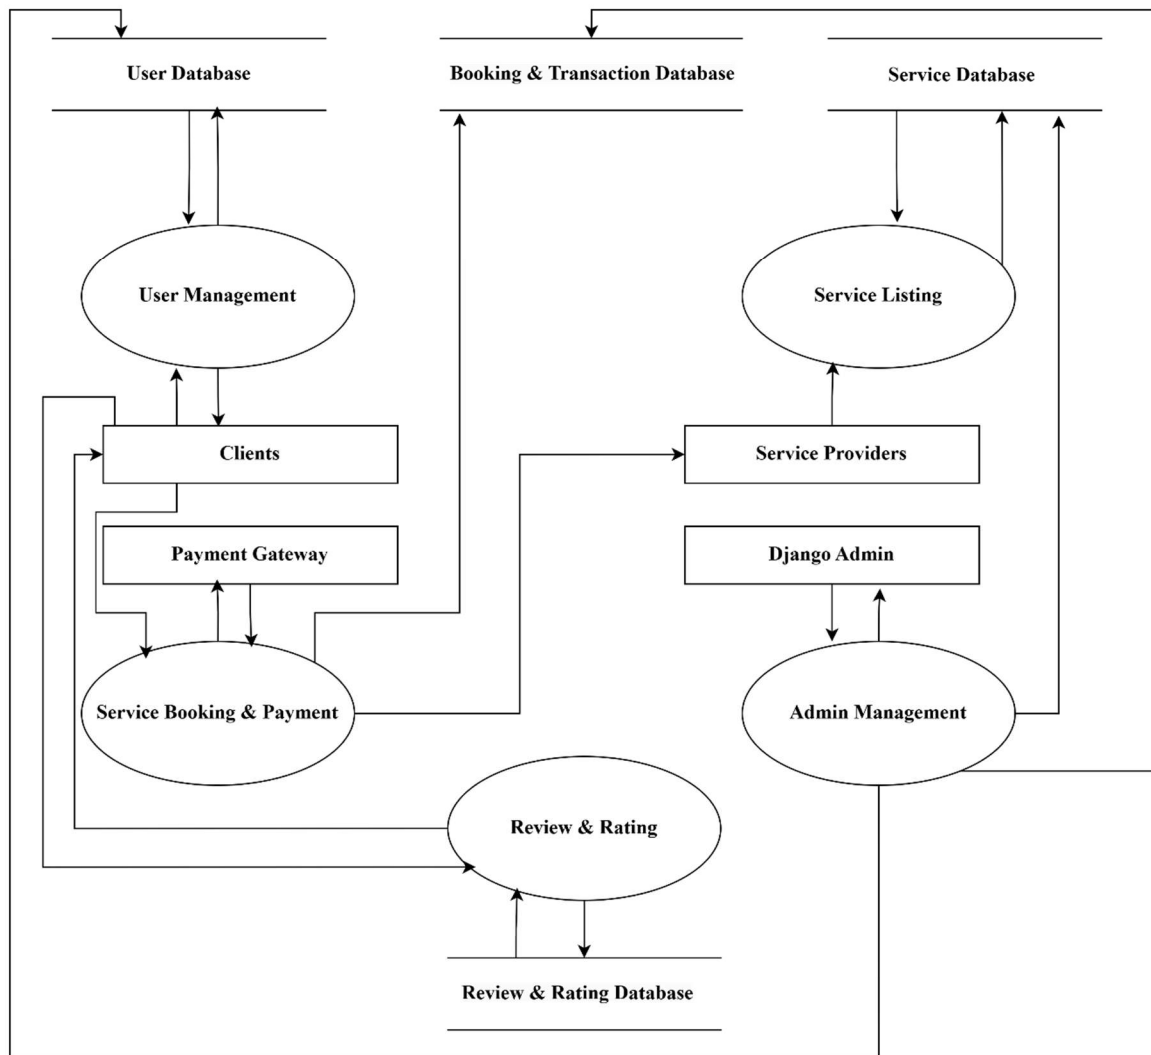 User Database
Booking & Transaction Database
Service Database
User Management
Service Listing
Clients
Service Providers
Payment Gateway
Django Admin
Service Booking & Payment
Admin Management
Review & Rating
Review & Rating Database